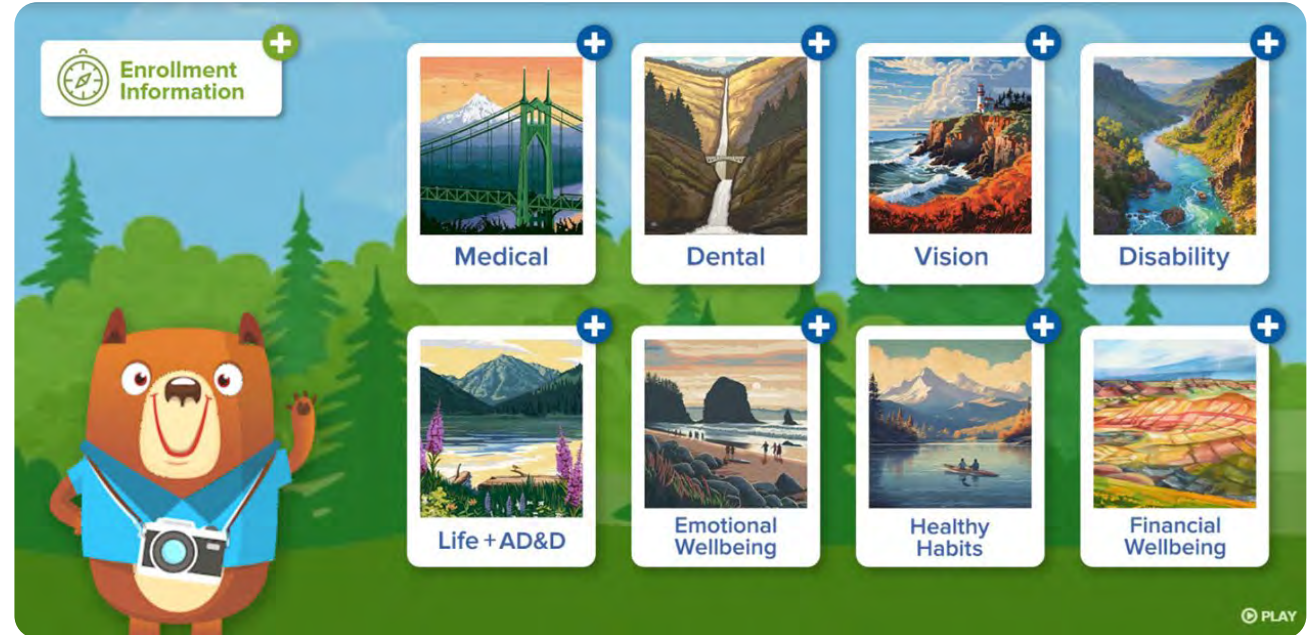 Enrollment
Information
Medical
Dental
Vision
Disability
Life + AD&D
Emotional
Wellbeing
Healthy
Habits
Financial
Wellbeing
PLAY